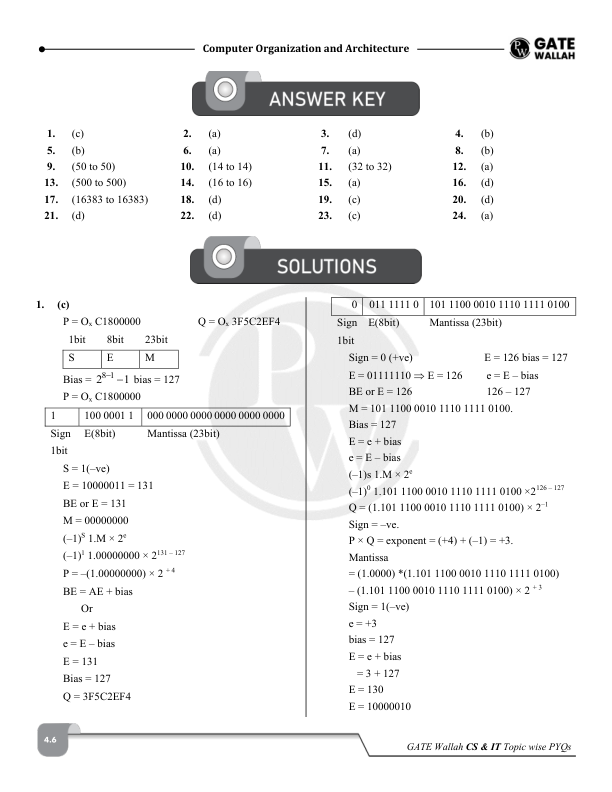 Computer Organization and Architecture
GATE
WALLAH
ANSWER KEY
1. (c) 2. (a) 3. (d) 4. (b)
5. (b) 6. (a) 7. (a) 8. (b)
9. (50 to 50) 10. (14 to 14) 11. (32 to 32) 12. (a)
13. (500 to 500) 14. (16 to 16) 15. (a) 16. (d)
17. (16383 to 16383) 18. (d) 19. (c) 20. (d)
21. (d) 22. (d) 23. (c) 24. (a)
SOLUTIONS
1. (c)
P = Oₓ C1800000 Q = Oₓ 3F5C2EF4
1bit 8bit 23bit
S E M
Bias = 2^{8–1} – 1 bias = 127
P = Oₓ C1800000
1 100 0001 1 000 0000 0000 0000 0000 0000
Sign E(8bit) Mantissa (23bit)
1bit
S = 1(–ve)
E = 10000011 = 131
BE or E = 131
M = 00000000
(–1)^S 1.M × 2^e
(–1)^1 1.00000000 × 2^{131 – 127}
P = –(1.00000000) × 2^{+ 4}
BE = AE + bias
Or
E = e + bias
e = E – bias
E = 131
Bias = 127
Q = 3F5C2EF4
0 011 1111 0 101 1100 0010 1110 1111 0100
Sign E(8bit) Mantissa (23bit)
1bit
Sign = 0 (+ve) E = 126 bias = 127
E = 01111110 ⇒ E = 126 e = E – bias
BE or E = 126 126 – 127
M = 101 1100 0010 1110 1111 0100.
Bias = 127
E = e + bias
e = E – bias
(–1)s 1.M × 2^e
(–1)^0 1.101 1100 0010 1110 1111 0100 ×2^{126 – 127}
Q = (1.101 1100 0010 1110 1111 0100) × 2^{–1}
Sign = –ve.
P × Q = exponent = (+4) + (–1) = +3.
Mantissa
= (1.0000) *(1.101 1100 0010 1110 1111 0100)
– (1.101 1100 0010 1110 1111 0100) × 2^{+ 3}
Sign = 1(–ve)
e = +3
bias = 127
E = e + bias
= 3 + 127
E = 130
E = 10000010
4.6
GATE Wallah CS & IT Topic wise PYQs